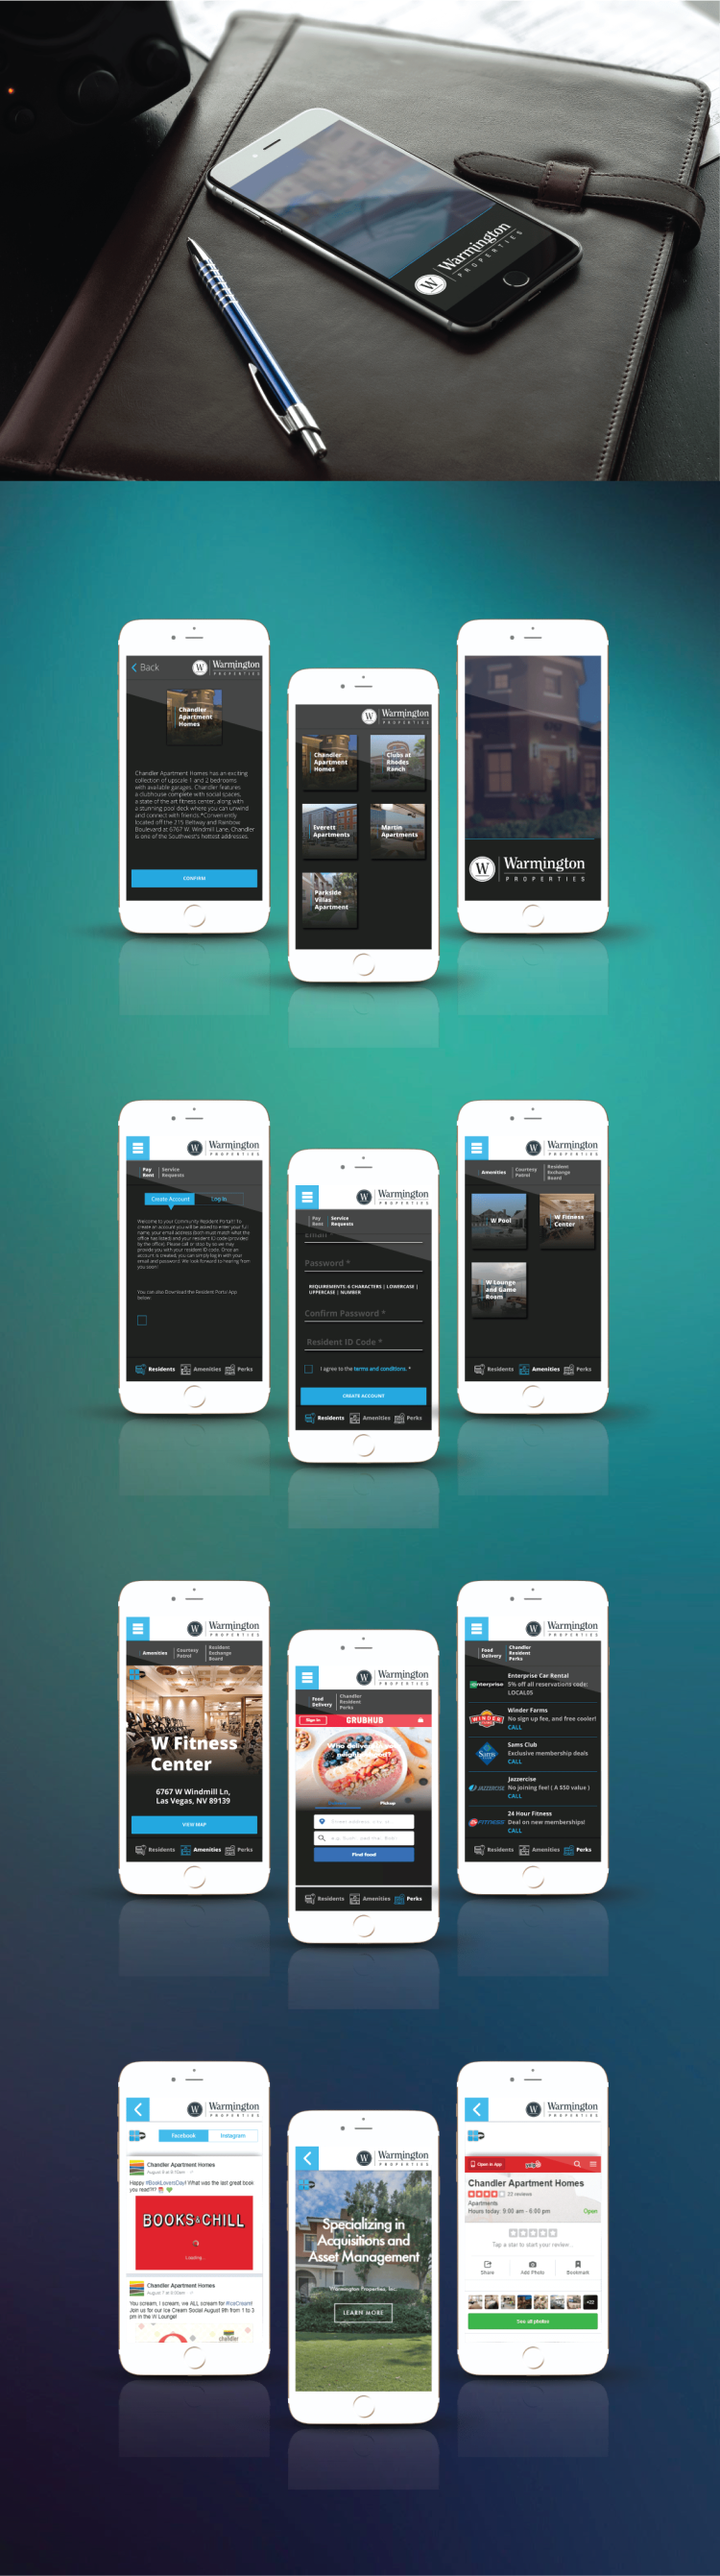 W Warmington
PROPERTIES
Back
W Warmington
PROPERTIES
Chandler
Apartment
Homes
Chandler Apartment Homes has an exciting
collection of upscale 1 and 2 bedrooms
with available garages. Chandler features
a clubhouse complete with social spaces,
a state of the art fitness center, along with
a stunning pool deck where you can unwind
and connect with friends. Conveniently
located off the 215 Beltway and Rainbow
Boulevard at 6767 W. Windmill Lane, Chandler
is one of the Southwest's hottest addresses.
CONFIRM
W Warmington
PROPERTIES
Chandler
Apartment
Homes
Clubs at
Rhodes
Ranch
Everett
Apartments
Martin
Apartments
Parkside
Villas
Apartment
W Warmington
PROPERTIES
W Warmington
PROPERTIES
Pay
Rent
Service
Requests
Create Account
Log In
Welcome to your Community Resident Portal!! To
create an account you will be asked to enter your full
name, your email address (both must match what the
office has listed) and your resident ID code (provided
by the office). Please call or stop by so we may
provide you with your resident ID code. Once an
account is created, you can simply log in with your
email and password. We look forward to hearing from
you soon!
You can also Download the Resident Portal App
below
Residents
Amenities
Perks
W Warmington
PROPERTIES
Pay
Rent
Service
Requests
Password *
REQUIREMENTS: 6 CHARACTERS | LOWERCASE |
UPPERCASE | NUMBER
Confirm Password *
Resident ID Code *
I agree to the terms and conditions. *
CREATE ACCOUNT
Residents
Amenities
Perks
W Warmington
PROPERTIES
Amenities
Courtesy
Patrol
Resident
Exchange
Board
W Pool
W Fitness
Center
W Lounge
and Game
Room
Residents
Amenities
Perks
W Warmington
PROPERTIES
Amenities
Courtesy
Patrol
Resident
Exchange
Board
W Fitness
Center
6767 W Windmill Ln,
Las Vegas, NV 89139
VIEW MAP
Residents
Amenities
Perks
W Warmington
PROPERTIES
Food
Delivery
Chandler
Resident
Perks
Sign in
GRUBHUB
Who delivers in your
neighborhood?
Pickup
Find food
Residents
Amenities
Perks
W Warmington
PROPERTIES
Food
Delivery
Chandler
Resident
Perks
enterprise
Enterprise Car Rental
5% off all reservations code:
LOCAL05
WINDER
Winder Farms
No sign up fee, and free cooler!
CALL
Sam's
Sams Club
Exclusive membership deals
CALL
JAZZERCISE
Jazzercise
No joining fee! ( A $50 value )
CALL
FITNESS
24 Hour Fitness
Deal on new memberships!
CALL
Residents
Amenities
Perks
W Warmington
PROPERTIES
Facebook
Instagram
Chandler Apartment Homes
Happy #BookLoversDay! What was the last great book
you read?!?
BOOKS&CHILL
Loading
Chandler Apartment Homes
You scream, I scream, we ALL scream for #IceCream!
Join us for our Ice Cream Social August 9th from 1 to 3
pm in the W Lounge!
chandler
W Warmington
PROPERTIES
Specializing in
Acquisitions and
Asset Management
Warmington Properties, Inc.
LEARN MORE
W Warmington
PROPERTIES
Open in App
yelp
Chandler Apartment Homes
22 reviews
Apartments
Hours today: 9:00 am - 6:00 pm
Open
Tap a star to start your review...
Share
Add Photo
Bookmark
+22
See all photos